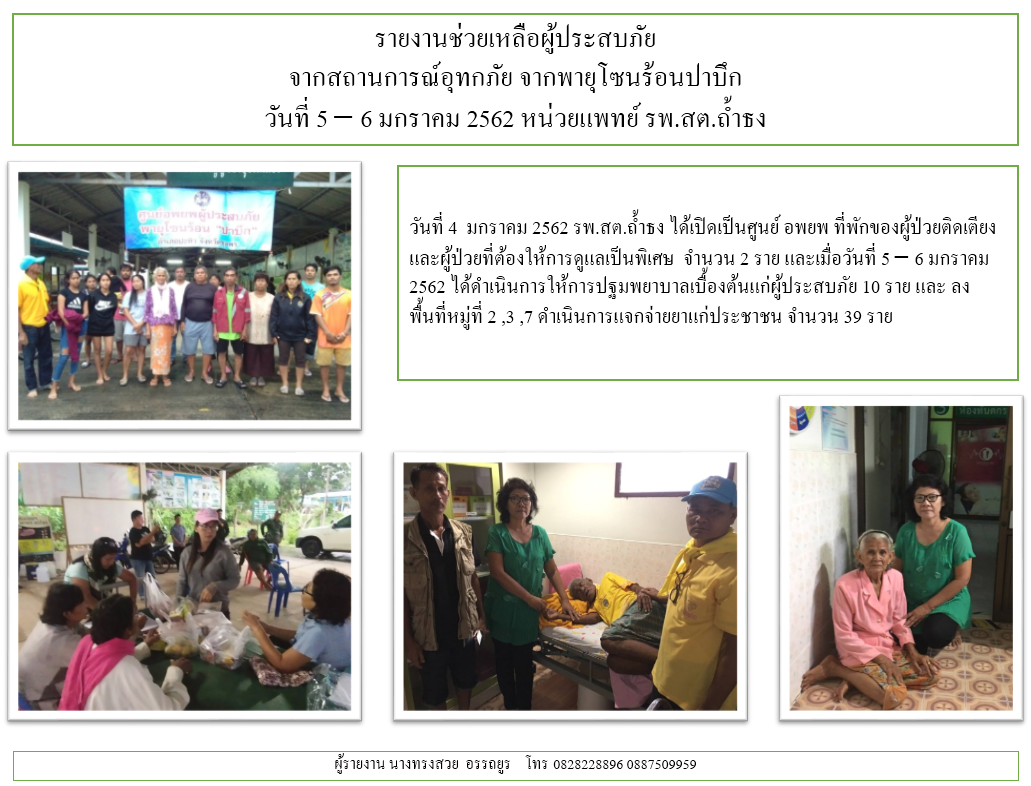 รายงานช่วยเหลือผู้ประสบภัย
จากสถานการณ์อุทกภัย จากพายุโซนร้อนปาบึก
วันที่ 5 – 6 มกราคม 2562 หน่วยแพทย์ รพ.สต.ถ้ำธง
ศูนย์อพยพผู้ประสบภัย
พายุโซนร้อน "ปาบึก"
วันที่ 4 มกราคม 2562 รพ.สต.ถ้ำธง ได้เปิดเป็นศูนย์ อพยพ ที่พักของผู้ป่วยติดเตียง
และผู้ป่วยที่ต้องให้การดูแลเป็นพิเศษ จำนวน 2 ราย และเมื่อวันที่ 5 – 6 มกราคม
2562 ได้ดำเนินการให้การปฐมพยาบาลเบื้องต้นแก่ผู้ประสบภัย 10 ราย และ ลง
พื้นที่หมู่ที่ 2 ,3 ,7 ดำเนินการแจกจ่ายยาแก่ประชาชน จำนวน 39 ราย
ห้องทันตกร
ผู้รายงาน นางทรงสวย อรรถยูร โทร 0828228896 0887509959